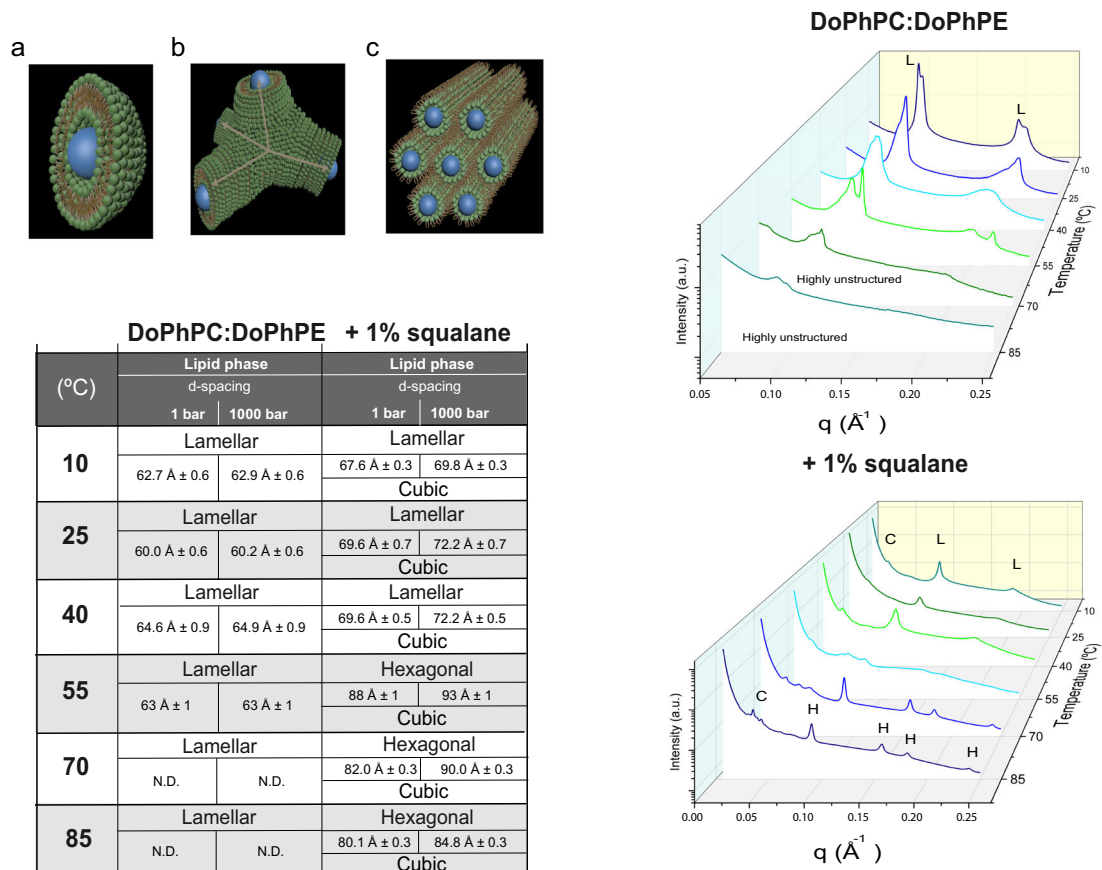 a
b
c
DoPhPC:DoPhPE + 1% squalane
(ºC)
Lipid phase
Lipid phase
d-spacing
d-spacing
1 bar 1000 bar
1 bar 1000 bar
10
Lamellar
Lamellar
62.7 Å ± 0.6 62.9 Å ± 0.6
67.6 Å ± 0.3 69.8 Å ± 0.3
Cubic
25
Lamellar
Lamellar
60.0 Å ± 0.6 60.2 Å ± 0.6
69.6 Å ± 0.7 72.2 Å ± 0.7
Cubic
40
Lamellar
Lamellar
64.6 Å ± 0.9 64.9 Å ± 0.9
69.6 Å ± 0.5 72.2 Å ± 0.5
Cubic
55
Lamellar
Hexagonal
63 Å ± 1 63 Å ± 1
88 Å ± 1 93 Å ± 1
Cubic
70
Lamellar
Hexagonal
N.D. N.D.
82.0 Å ± 0.3 90.0 Å ± 0.3
Cubic
85
Lamellar
Hexagonal
N.D. N.D.
80.1 Å ± 0.3 84.8 Å ± 0.3
Cubic
DoPhPC:DoPhPE
L
L
Highly unstructured
Highly unstructured
Intensity (a.u.)
10
25
40
55
70
85
Temperature (ºC)
0.05 0.10 0.15 0.20 0.25
q (Å⁻¹ )
+ 1% squalane
C
L
L
C
H
H
H
H
Intensity (a.u.)
10
25
40
55
70
85
Temperature (ºC)
0.00 0.05 0.10 0.15 0.20 0.25
q (Å⁻¹ )